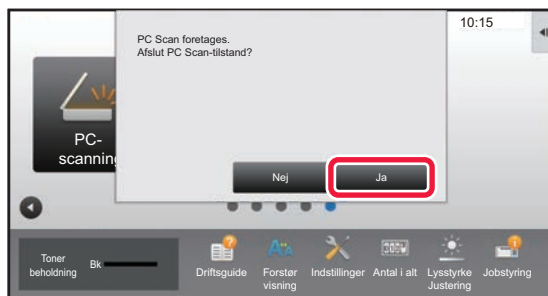 10:15
PC Scan foretages.
Afslut PC Scan-tilstand?
PC-
scanning
Nej
Ja
Toner
beholdning
Bk
Driftsguide
Forstør
visning
Indstillinger
Antal i alt
Lysstyrke
Justering
Jobstyring